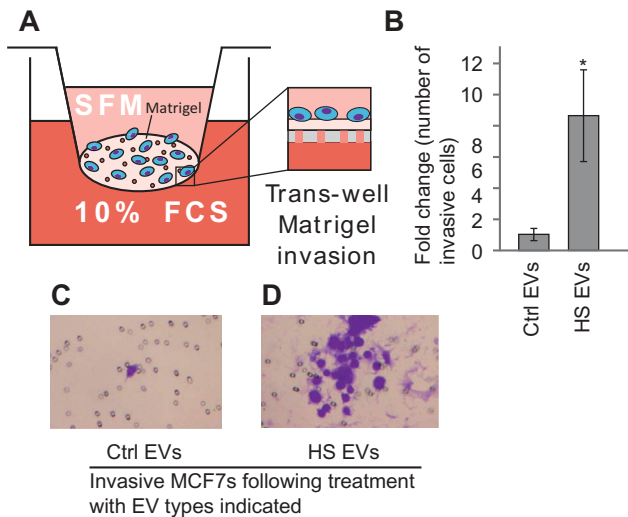 A
SFM
Matrigel
10% FCS
Trans-well
Matrigel
invasion
B
Fold change (number of
invasive cells)
12
10
8
6
4
2
0
*
Ctrl EVs
HS EVs
C
D
Ctrl EVs
HS EVs
Invasive MCF7s following treatment
with EV types indicated